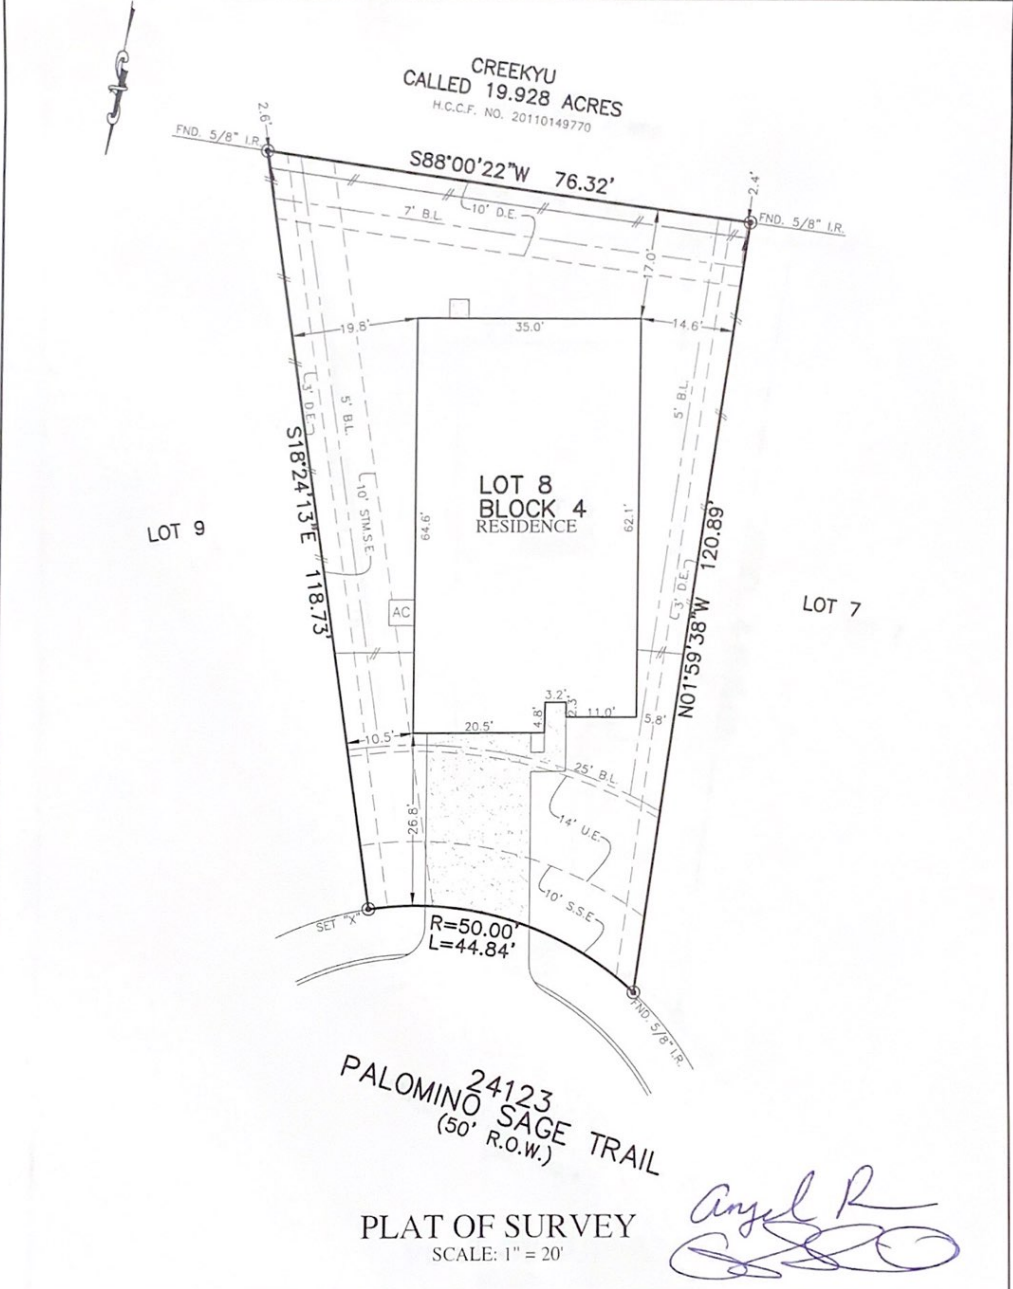 CREEKYU
CALLED 19.928 ACRES
H.C.C.F. NO. 20110149770
2.6'
FND. 5/8" I.R.
S88°00'22"W 76.32'
2.4'
FND. 5/8" I.R.
10' D.E.
7' B.L.
17.0'
19.8'
35.0'
14.6'
3' D.E.
5' B.L.
5' B.L.
S18°24'13"E 118.73'
10' STM.S.E.
LOT 8
BLOCK 4
RESIDENCE
64.6'
62.1'
LOT 9
N01°59'38"W 120.89'
3' D.E.
LOT 7
AC
3.2'
2.3'
11.0'
4.8'
20.5'
5.8'
10.5'
25' B.L.
26.8'
14' U.E.
10' S.S.E
SET "X"
R=50.00'
L=44.84'
FND. 5/8" I.R.
24123
PALOMINO SAGE TRAIL
(50' R.O.W.)
PLAT OF SURVEY
SCALE: 1" = 20'
Angel R